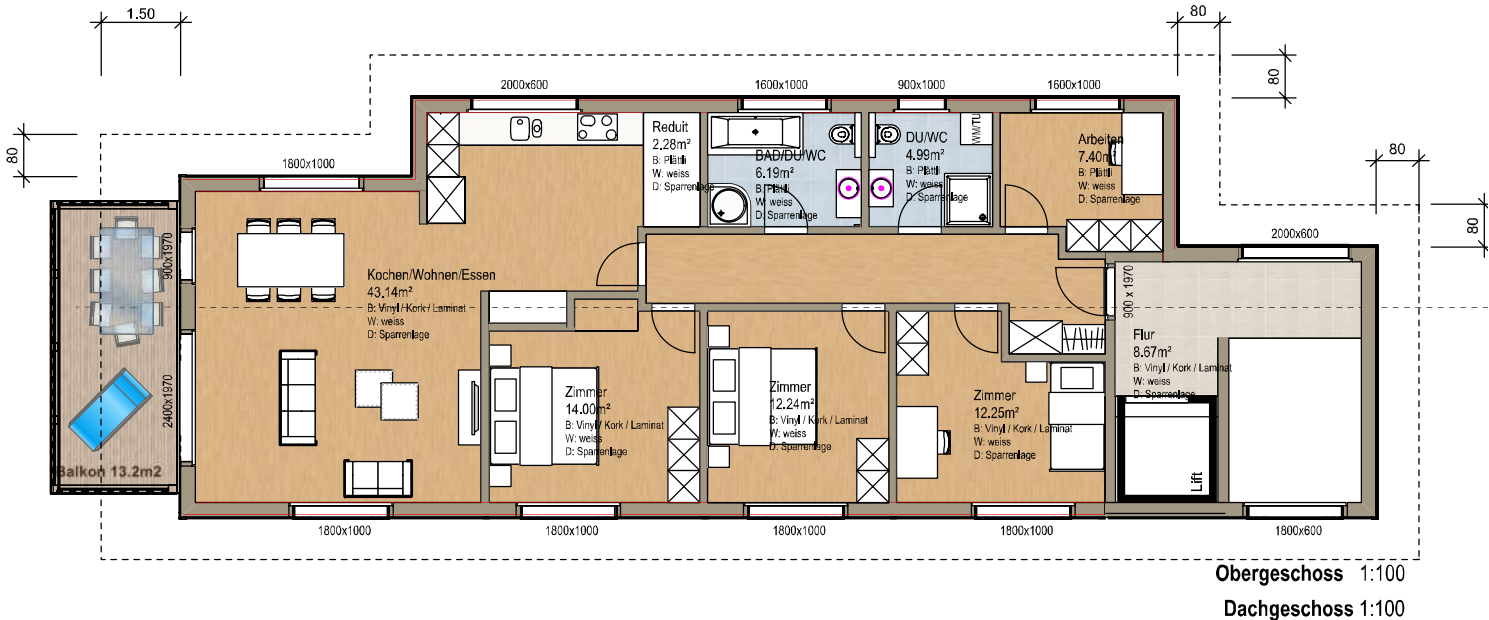 1.50
80
80
80
2000x600
1600x1000
900x1000
1600x1000
80
1800x1000
80
80
2000x600
Reduit
2.28m²
B: Plättli
W: weiss
D: Sparrenlage
BAD/DU/WC
6.19m²
B: Plättli
W: weiss
D: Sparrenlage
DU/WC
4.99m²
B: Plättli
W: weiss
D: Sparrenlage
WM/TU
Arbeiten
7.40m²
B: Plättli
W: weiss
D: Sparrenlage
900x1970
2400x1970
Kochen/Wohnen/Essen
43.14m²
B: Vinyl / Kork / Laminat
W: weiss
D: Sparenlage
900 x 1970
Flur
8.67m²
B: Vinyl / Kork / Laminat
W: weiss
D: Sparrenlage
Zimmer
14.00m²
B: Vinyl / Kork / Laminat
W: weiss
D: Sparrenlage
Zimmer
12.24m²
B: Vinyl / Kork / Laminat
W: weiss
D: Sparrenlage
Zimmer
12.25m²
B: Vinyl / Kork / Laminat
W: weiss
D: Sparrenlage
Lift
Balkon 13.2m2
1800x1000
1800x1000
1800x1000
1800x1000
1800x600
Obergeschoss 1:100
Dachgeschoss 1:100